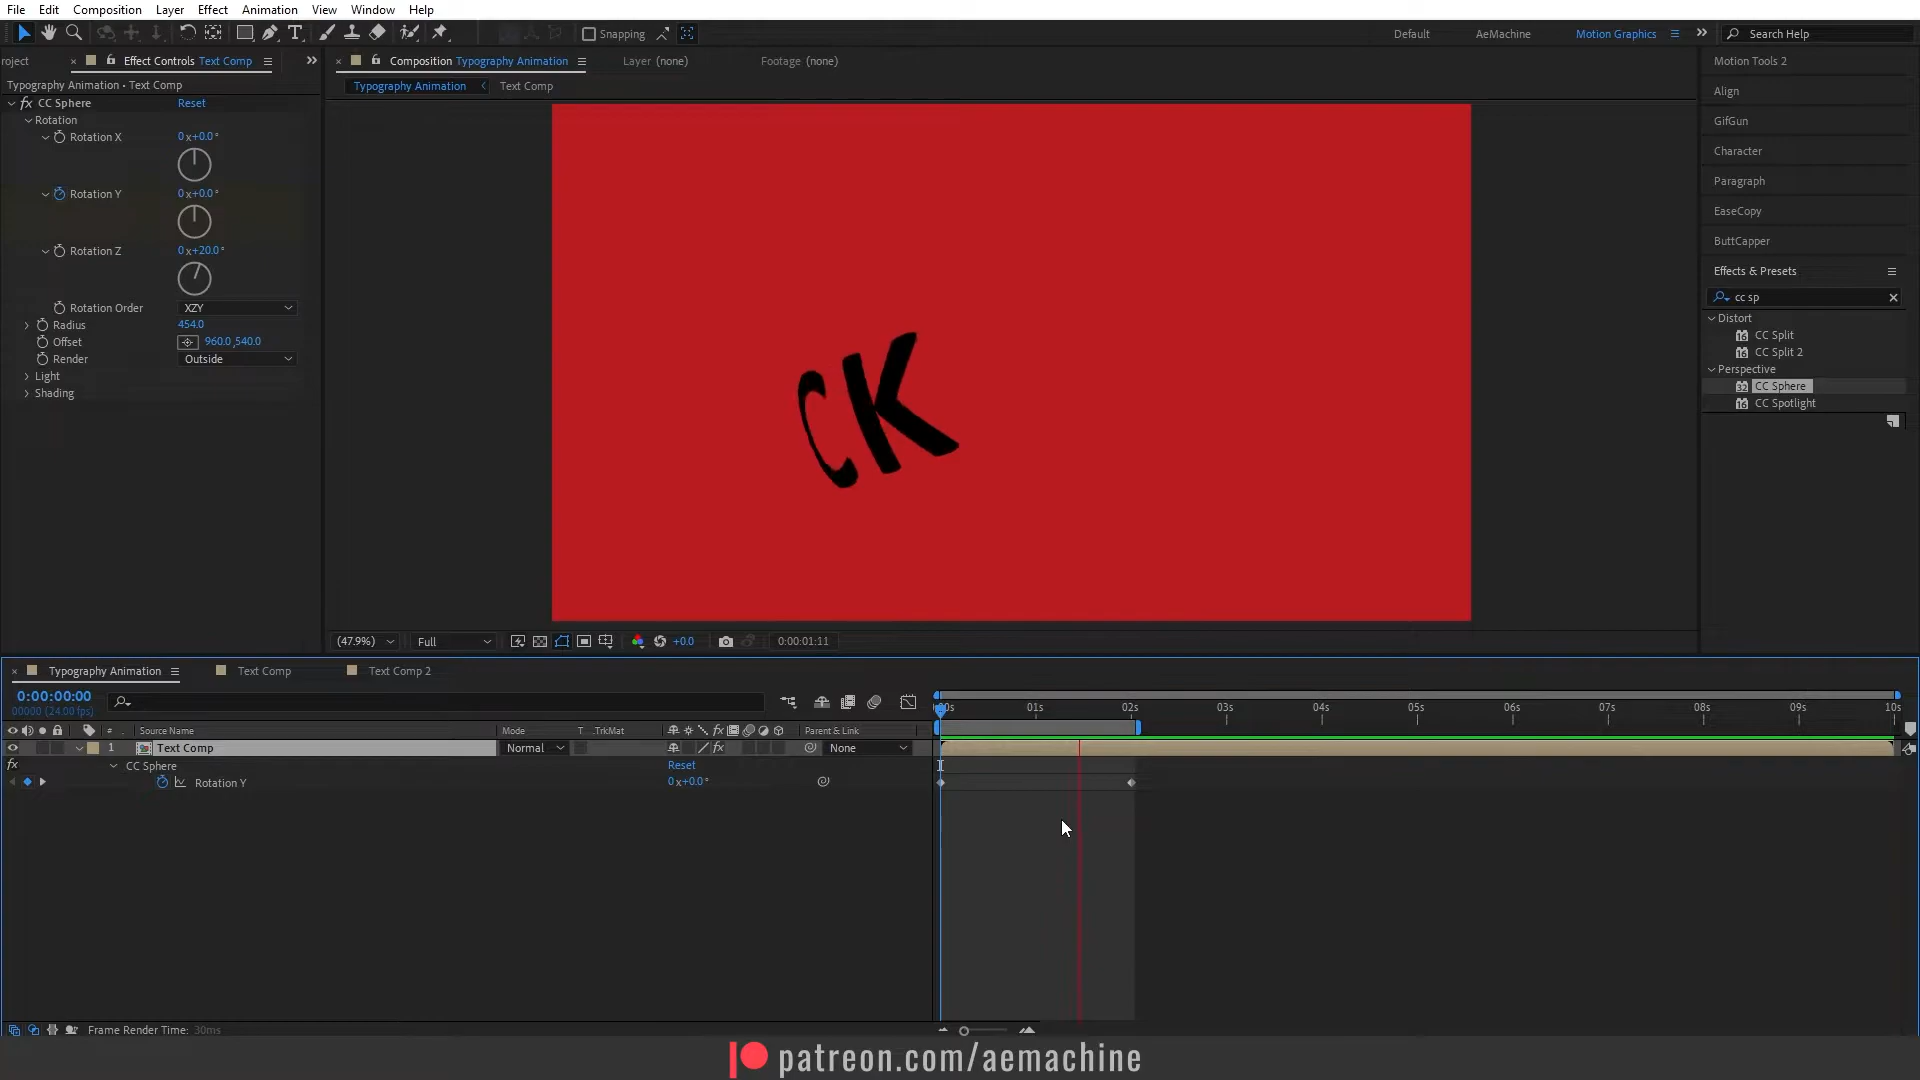 File Edit Composition Layer Effect Animation View Window Help
Snapping Default AeMachine Motion Graphics Search Help
roject Effect Controls Text Comp
Composition Typography Animation Layer (none) Footage (none)
Typography Animation • Text Comp
Typography Animation Text Comp
fx CC Sphere Reset
Rotation
Rotation X 0x+0.0°
Rotation Y 0x+0.0°
Rotation Z 0x+20.0°
Rotation Order XZY
Radius 454.0
Offset 960.0,540.0
Render Outside
Light
Shading
CK
Motion Tools 2
Align
GifGun
Character
Paragraph
EaseCopy
ButtCapper
Effects & Presets
cc sp
Distort
CC Split
CC Split 2
Perspective
CC Sphere
CC Spotlight
(47.9%) Full +0.0 0:00:01:11
Typography Animation Text Comp Text Comp 2
0:00:00:00
00000 (24.00 fps)
00s 01s 02s 03s 04s 05s 06s 07s 08s 09s 10s
# Source Name Mode T .TrkMat fx Parent & Link
1 Text Comp Normal fx None
fx CC Sphere Reset
Rotation Y 0x+0.0°
Frame Render Time: 30ms
patreon.com/aemachine